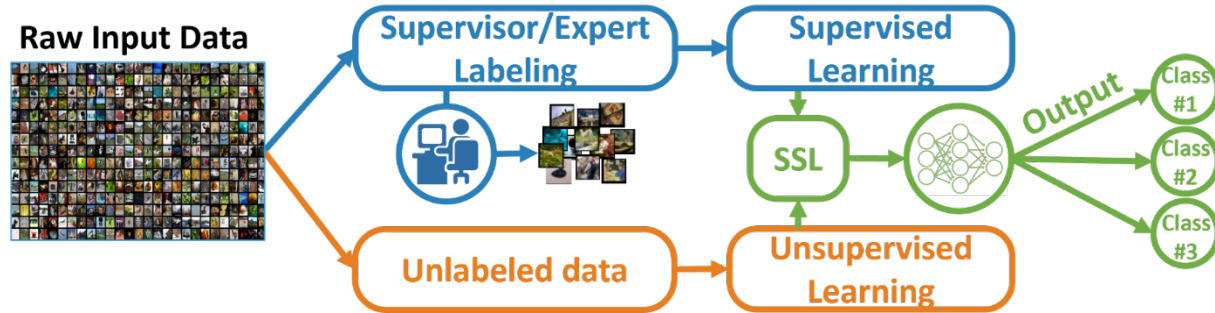 Raw Input Data
Supervisor/Expert
Labeling
Supervised
Learning
SSL
Output
Class
#1
Class
#2
Class
#3
Unlabeled data
Unsupervised
Learning